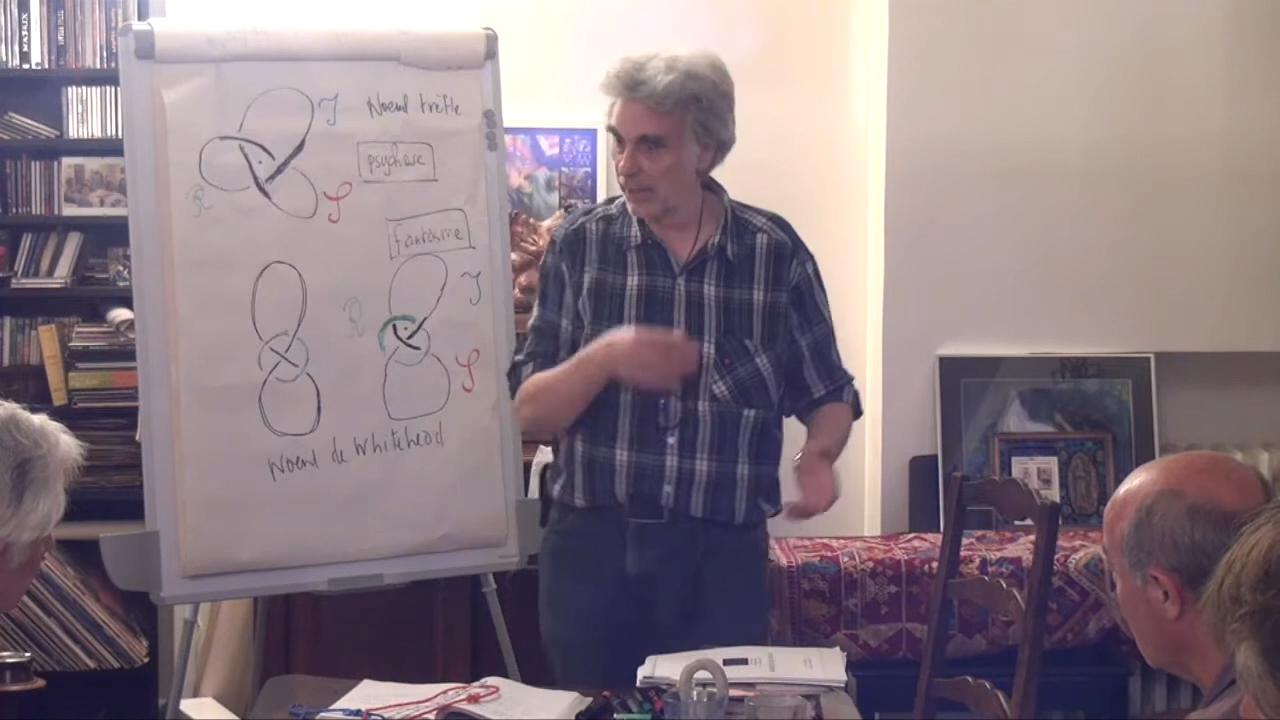 I Noeud trèfle
psychose
R S
fantasme
R I
S
Noeud de Whitehead